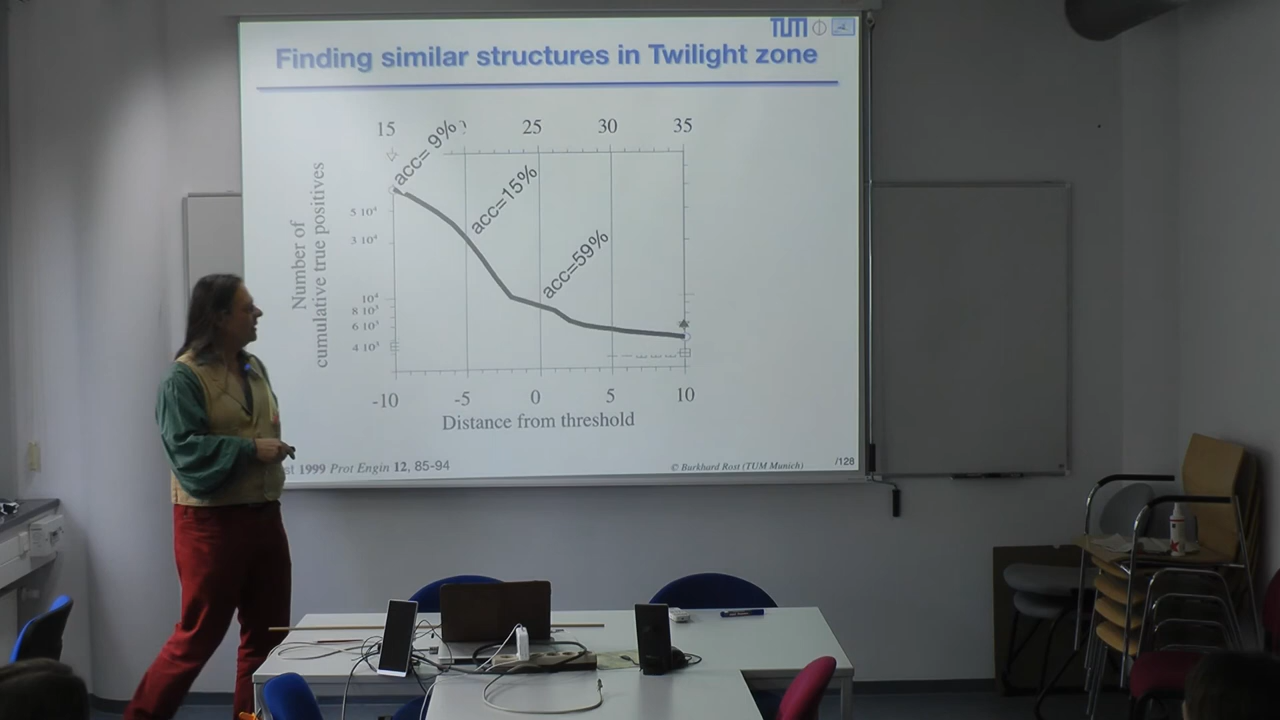 TUM
Finding similar structures in Twilight zone
15 25 30 35
acc= 9%
acc=15%
acc=59%
Number of
cumulative true positives
5 10⁴
3 10⁴
10⁴
8 10³
6 10³
4 10³
-10 -5 0 5 10
Distance from threshold
1999 Prot Engin 12, 85-94
© Burkhard Rost (TUM Munich)
/128